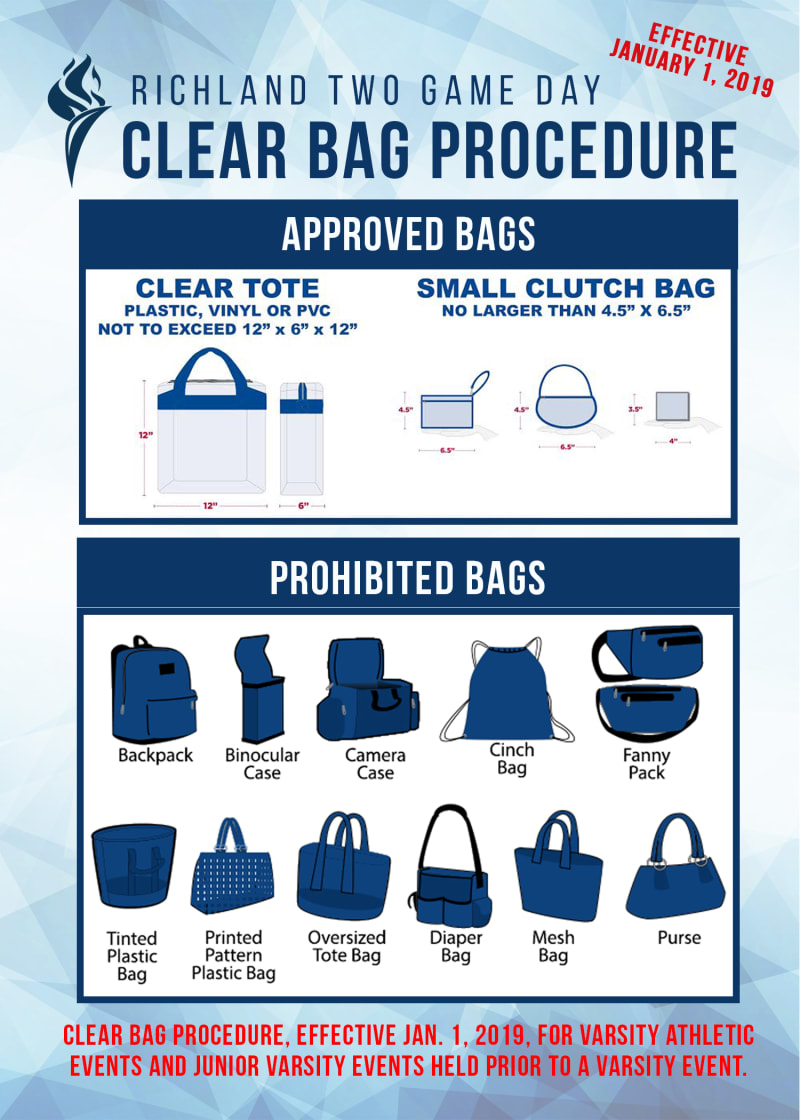 EFFECTIVE
JANUARY 1, 2019
RICHLAND TWO GAME DAY
CLEAR BAG PROCEDURE
APPROVED BAGS
CLEAR TOTE
PLASTIC, VINYL OR PVC
NOT TO EXCEED 12” x 6” x 12”
SMALL CLUTCH BAG
NO LARGER THAN 4.5” X 6.5”
12”
12”
6”
4.5”
6.5”
4.5”
6.5”
3.5”
4”
PROHIBITED BAGS
Backpack
Binocular
Case
Camera
Case
Cinch
Bag
Fanny
Pack
Tinted
Plastic
Bag
Printed
Pattern
Plastic Bag
Oversized
Tote Bag
Diaper
Bag
Mesh
Bag
Purse
CLEAR BAG PROCEDURE, EFFECTIVE JAN. 1, 2019, FOR VARSITY ATHLETIC
EVENTS AND JUNIOR VARSITY EVENTS HELD PRIOR TO A VARSITY EVENT.